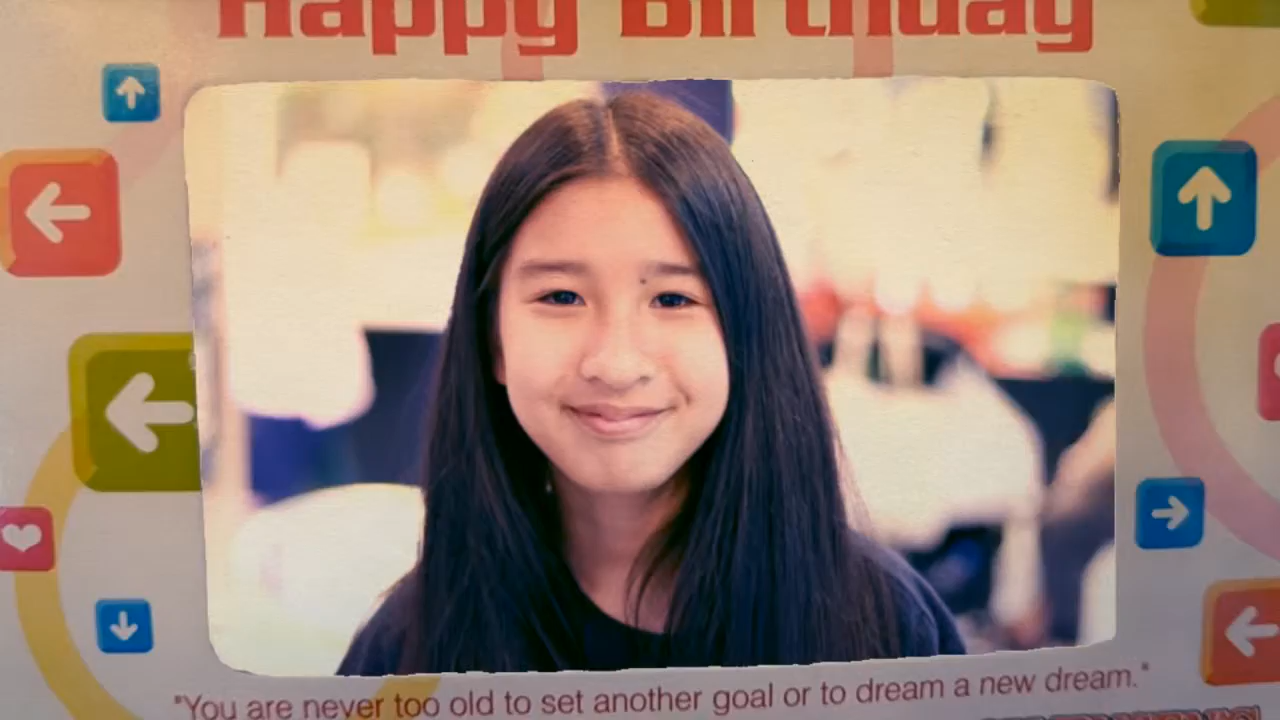 Happy Birthday
"You are never too old to set another goal or to dream a new dream."